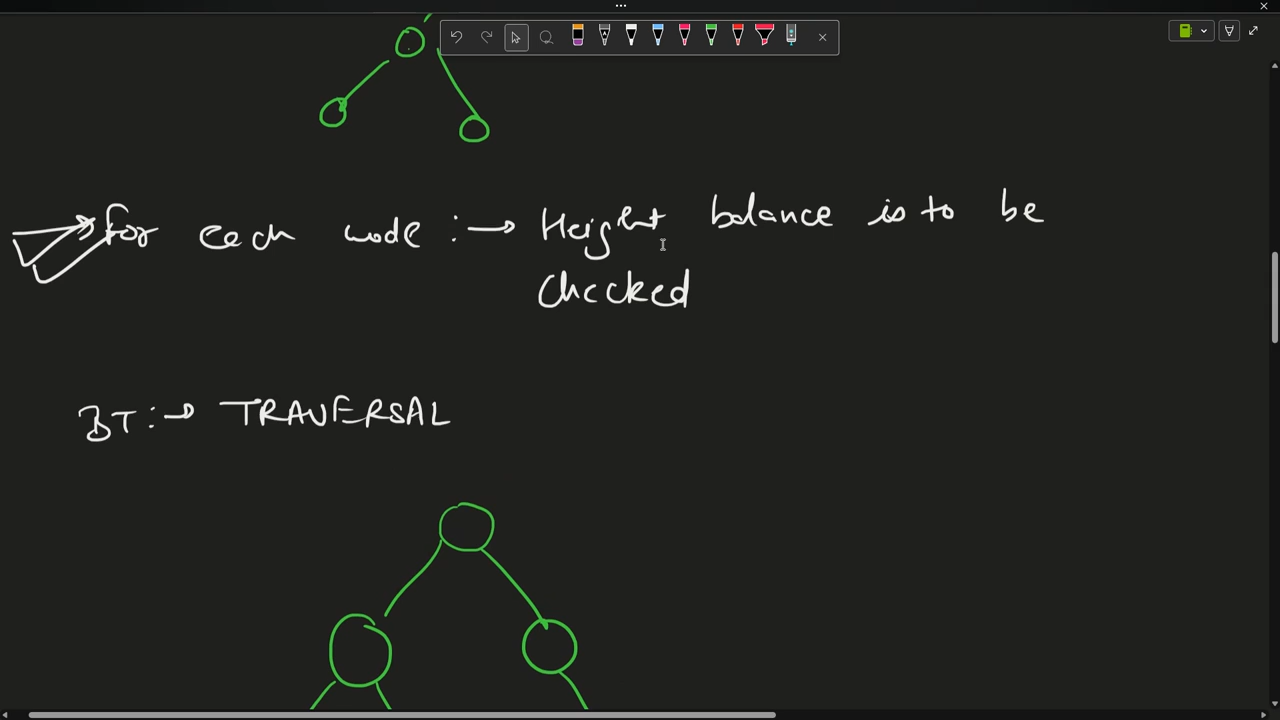 for each node :→ Height balance is to be
checked
BT :→ TRAVERSAL